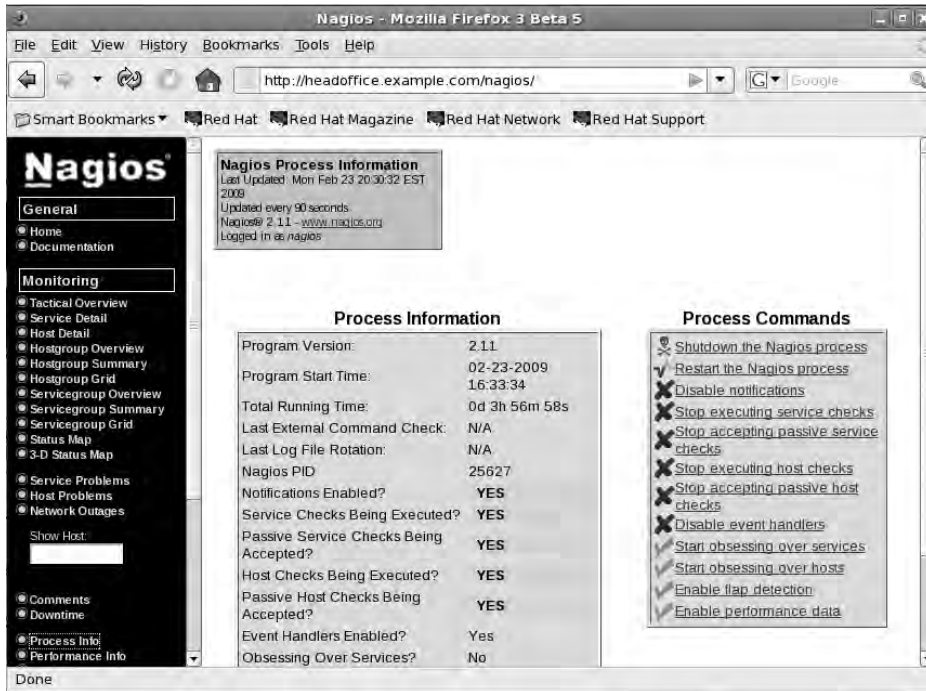 Nagios - Mozilla Firefox 3 Beta 5
File Edit View History Bookmarks Tools Help
http://headoffice.example.com/nagios/
G Google
Smart Bookmarks Red Hat Red Hat Magazine Red Hat Network Red Hat Support
Nagios®
General
Home
Documentation
Monitoring
Tactical Overview
Service Detail
Host Detail
Hostgroup Overview
Hostgroup Summary
Hostgroup Grid
Servicegroup Overview
Servicegroup Summary
Servicegroup Grid
Status Map
3-D Status Map
Service Problems
Host Problems
Network Outages
Show Host:
Comments
Downtime
Process Info
Performance Info
Nagios Process Information
Last Updated: Mon Feb 23 20:30:32 EST
2009
Updated every 90 seconds
Nagios® 2.11 - www.nagios.org
Logged in as nagios
Process Information
Program Version: 2.11
Program Start Time: 02-23-2009
16:33:34
Total Running Time: 0d 3h 56m 58s
Last External Command Check: N/A
Last Log File Rotation: N/A
Nagios PID 25627
Notifications Enabled? YES
Service Checks Being Executed? YES
Passive Service Checks Being
Accepted? YES
Host Checks Being Executed? YES
Passive Host Checks Being
Accepted? YES
Event Handlers Enabled? Yes
Obsessing Over Services? No
Process Commands
Shutdown the Nagios process
Restart the Nagios process
Disable notifications
Stop executing service checks
Stop accepting passive service
checks
Stop executing host checks
Stop accepting passive host
checks
Disable event handlers
Start obsessing over services
Start obsessing over hosts
Enable flap detection
Enable performance data
Done